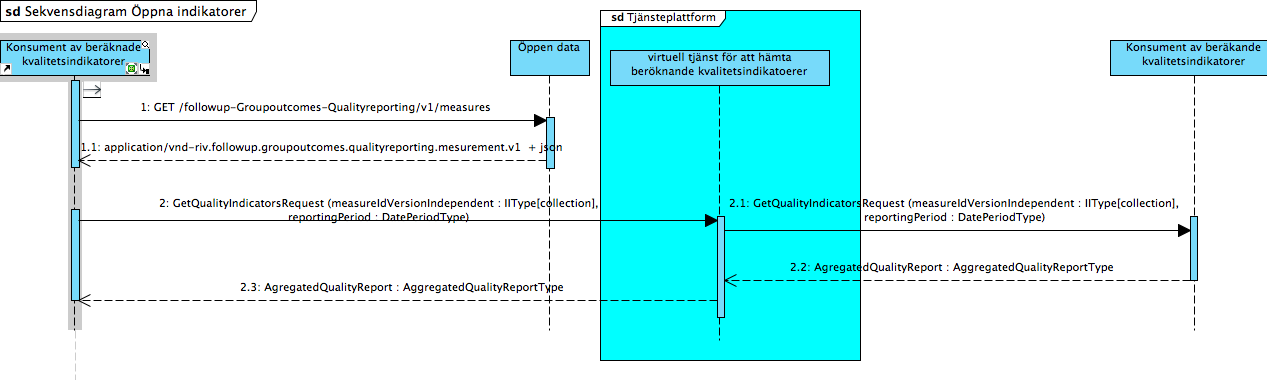 sd Sekvensdiagram Öppna indikatorer
sd Tjänsteplattform
Konsument av beräknade
kvalitetsindikatorer
Öppen data
virtuell tjänst för att hämta
beröknande kvalitetsindikatoerer
Konsument av beräkande
kvalitetsindikatorer
1: GET /followup-Groupoutcomes-Qualityreporting/v1/measures
1.1: application/vnd-riv.followup.groupoutcomes.qualityreporting.mesurement.v1 + json
2: GetQualityIndicatorsRequest (measureIdVersionIndependent : IIType[collection],
reportingPeriod : DatePeriodType)
2.1: GetQualityIndicatorsRequest (measureIdVersionIndependent : IIType[collection],
reportingPeriod : DatePeriodType)
2.2: AgregatedQualityReport : AggregatedQualityReportType
2.3: AgregatedQualityReport : AggregatedQualityReportType